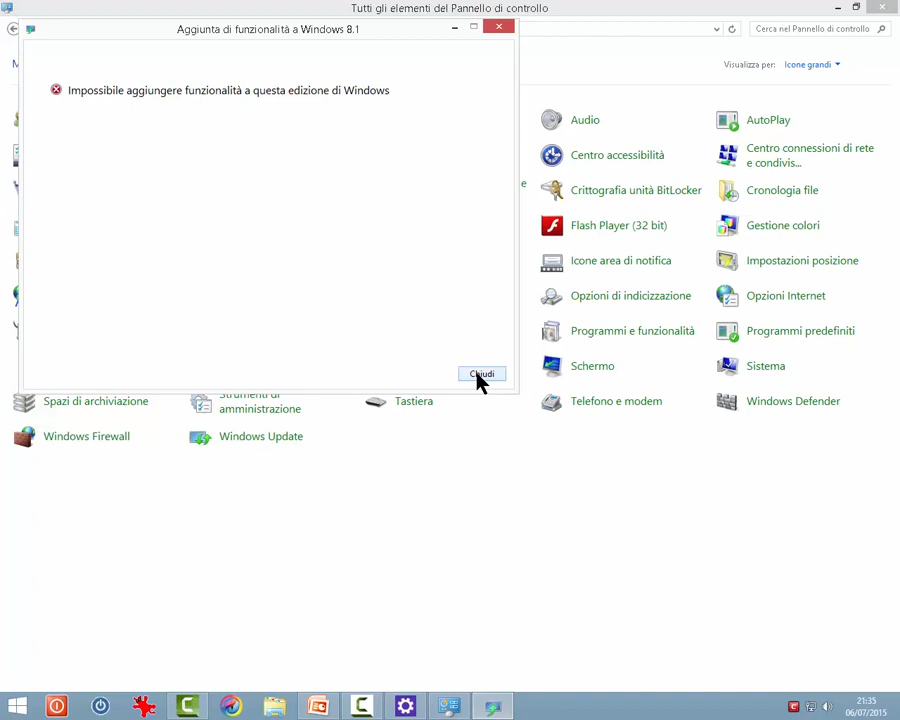 Tutti gli elementi del Pannello di controllo
Aggiunta di funzionalità a Windows 8.1
Cerca nel Pannello di controllo
Visualizza per: Icone grandi
Impossibile aggiungere funzionalità a questa edizione di Windows
Chiudi
Audio
AutoPlay
Centro accessibilità
Centro connessioni di rete
e condivis...
Crittografia unità BitLocker
Cronologia file
Flash Player (32 bit)
Gestione colori
Icone area di notifica
Impostazioni posizione
Opzioni di indicizzazione
Opzioni Internet
Programmi e funzionalità
Programmi predefiniti
Schermo
Sistema
Spazi di archiviazione
Strumenti di
amministrazione
Tastiera
Telefono e modem
Windows Defender
Windows Firewall
Windows Update
21:35
06/07/2015